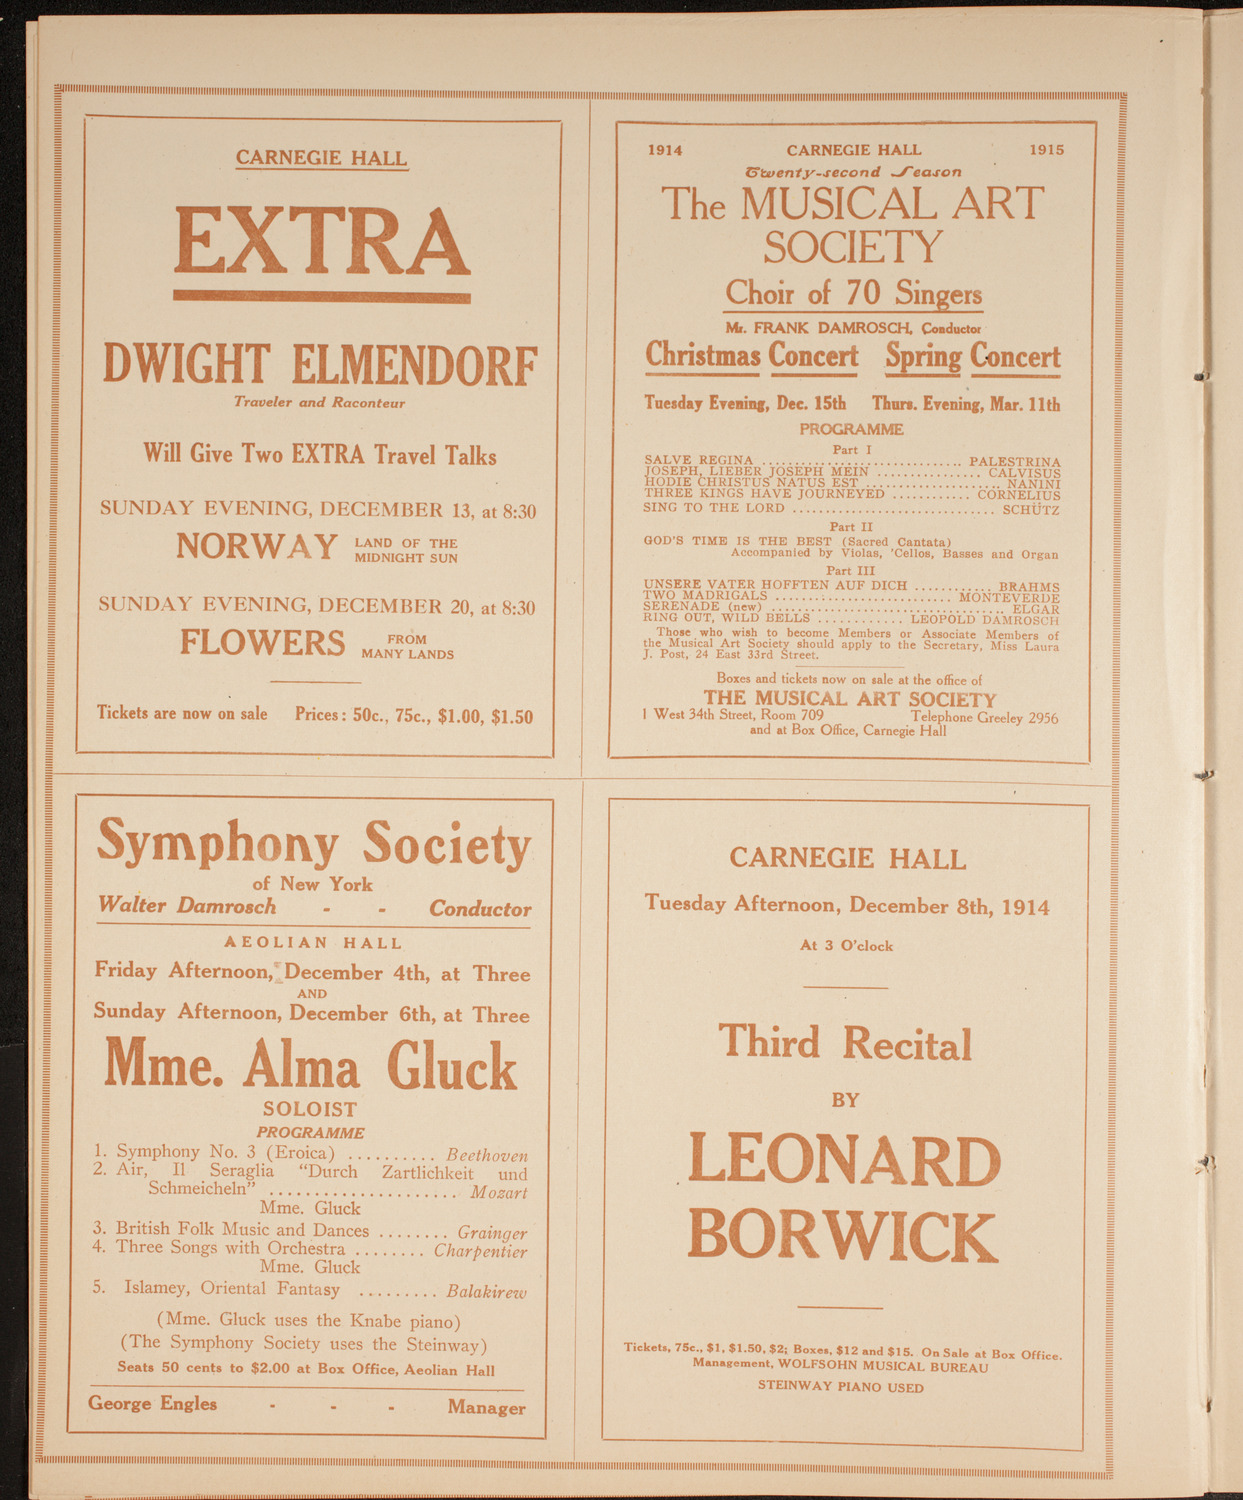 CARNEGIE HALL
EXTRA
DWIGHT ELMENDORF
Traveler and Raconteur
Will Give Two EXTRA Travel Talks
SUNDAY EVENING, DECEMBER 13, at 8:30
NORWAY LAND OF THE
MIDNIGHT SUN
SUNDAY EVENING, DECEMBER 20, at 8:30
FLOWERS FROM
MANY LANDS
Tickets are now on sale Prices: 50c., 75c., $1.00, $1.50
1914 CARNEGIE HALL 1915
Twenty-second Season
The MUSICAL ART
SOCIETY
Choir of 70 Singers
Mr. FRANK DAMROSCH, Conductor
Christmas Concert Spring Concert
Tuesday Evening, Dec. 15th Thurs. Evening, Mar. 11th
PROGRAMME
Part I
SALVE REGINA ............................ PALESTRINA
JOSEPH, LIEBER JOSEPH MEIN ................ CALVISUS
HODIE CHRISTUS NATUS EST .................... NANINI
THREE KINGS HAVE JOURNEYED ............ CORNELIUS
SING TO THE LORD ............................. SCHÜTZ
Part II
GOD'S TIME IS THE BEST (Sacred Cantata)
Accompanied by Violas, 'Cellos, Basses and Organ
Part III
UNSERE VATER HOFFTEN AUF DICH ............ BRAHMS
TWO MADRIGALS ........................... MONTEVERDE
SERENADE (new) .................................. ELGAR
RING OUT, WILD BELLS ............ LEOPOLD DAMROSCH
Those who wish to become Members or Associate Members of
the Musical Art Society should apply to the Secretary, Miss Laura
J. Post, 24 East 33rd Street.
Boxes and tickets now on sale at the office of
THE MUSICAL ART SOCIETY
1 West 34th Street, Room 709 Telephone Greeley 2956
and at Box Office, Carnegie Hall
Symphony Society
of New York
Walter Damrosch - - Conductor
AEOLIAN HALL
Friday Afternoon, December 4th, at Three
AND
Sunday Afternoon, December 6th, at Three
Mme. Alma Gluck
SOLOIST
PROGRAMME
1. Symphony No. 3 (Eroica) .......... Beethoven
2. Air, Il Seraglia "Durch Zartlichkeit und
Schmeicheln" ..................... Mozart
Mme. Gluck
3. British Folk Music and Dances ........ Grainger
4. Three Songs with Orchestra ........ Charpentier
Mme. Gluck
5. Islamey, Oriental Fantasy ......... Balakirew
(Mme. Gluck uses the Knabe piano)
(The Symphony Society uses the Steinway)
Seats 50 cents to $2.00 at Box Office, Aeolian Hall
George Engles - - - Manager
CARNEGIE HALL
Tuesday Afternoon, December 8th, 1914
At 3 O'clock
Third Recital
BY
LEONARD
BORWICK
Tickets, 75c., $1, $1.50, $2; Boxes, $12 and $15. On Sale at Box Office.
Management, WOLFSOHN MUSICAL BUREAU
STEINWAY PIANO USED